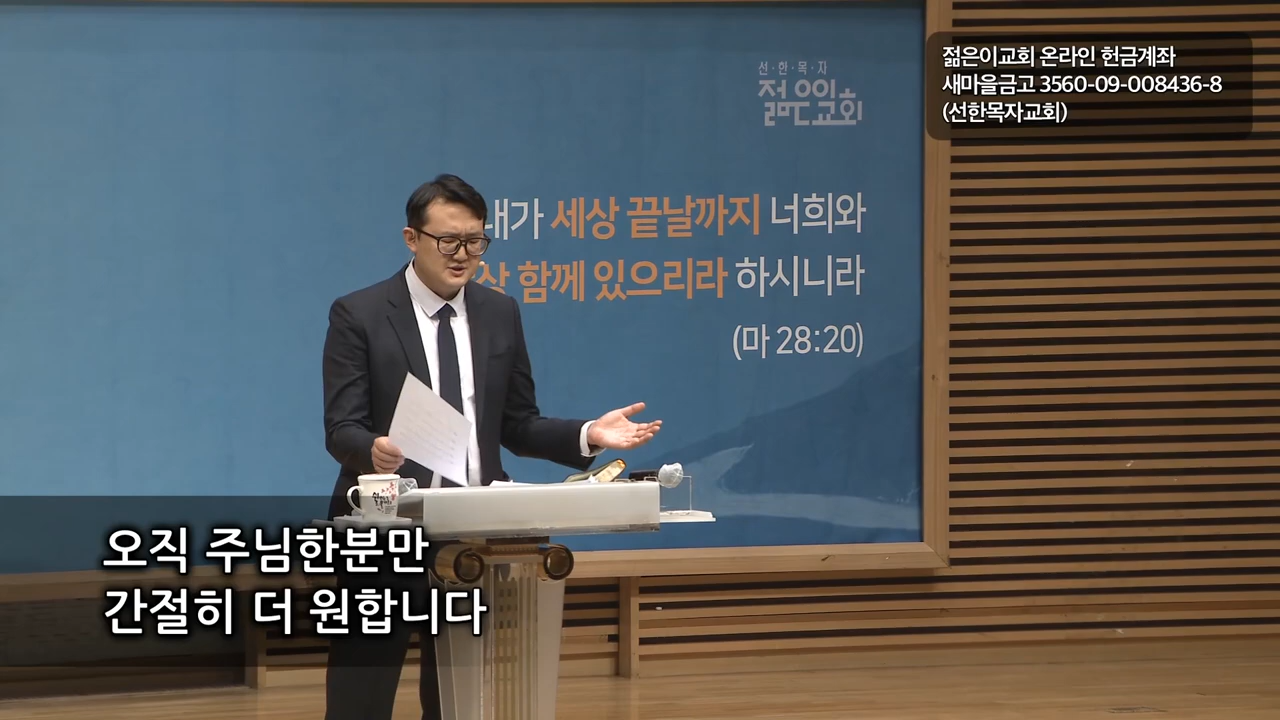 젊은이교회 온라인 헌금계좌
새마을금고 3560-09-008436-8
(선한목자교회)
선·한·목·자
젊은이교회
내가 세상 끝날까지 너희와
상 함께 있으리라 하시니라
(마 28:20)
오직 주님한분만
간절히 더 원합니다